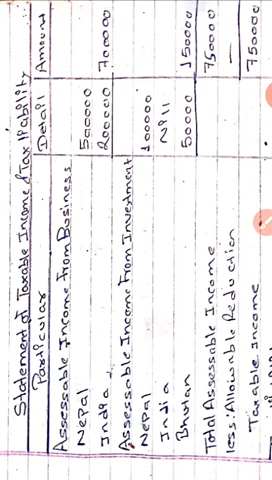 Statement of Taxable Income & Tax liability
Particular Detail Amount
Assessable Income from Business
Nepal 500000
India 200000 700000
Assessable Income From Investment
Nepal 100000
India Nill
Bhutan 50000 150000
Total Assessable Income 750000
less: Allowable Reduction —
Taxable Income 750000